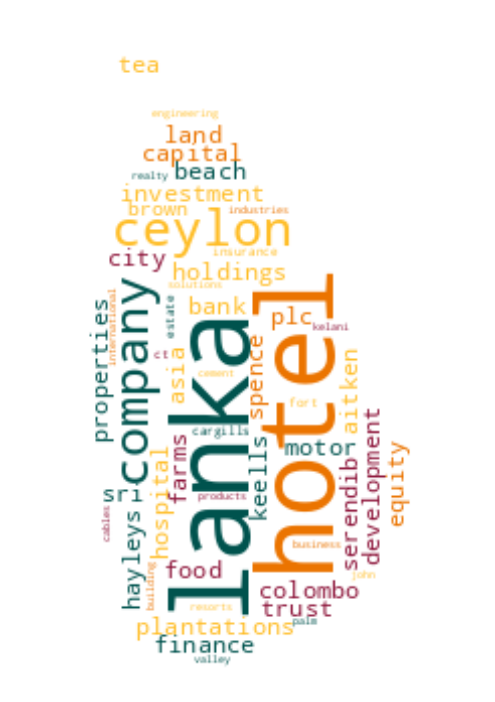 tea
engineering
land
capital
realty
beach
investment
brown
industries
ceylon
insurance
city
holdings
solutions
company
properties
international
estate
bank
hotel
plc
kelani
lanka
spence
ct
asia
cement
aitken
fort
cargills
keells
motor
farms
hospital
serendib
development
equity
sri
products
cables
hayleys
building
business
food
john
colombo
resorts
trust
palm
plantations
finance
valley